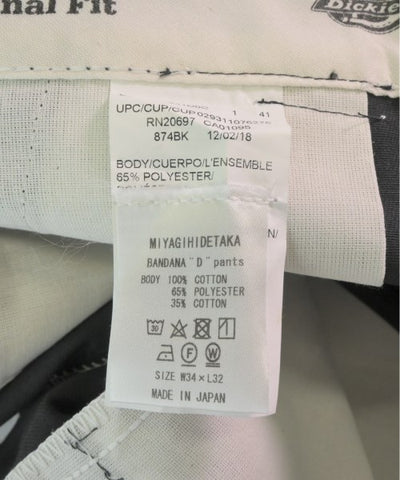 nal Fit
Dickies
UPC/CUP/CUP 1 41
RN20697 CA01095
874BK 12/02/18
BODY/CUERPO/L'ENSEMBLE
65% POLYESTER/
N/
MIYAGIHIDETAKA
BANDANA "D" pants
BODY 100% COTTON
65% POLYESTER
35% COTTON
30
F W
SIZE W34×L32
MADE IN JAPAN